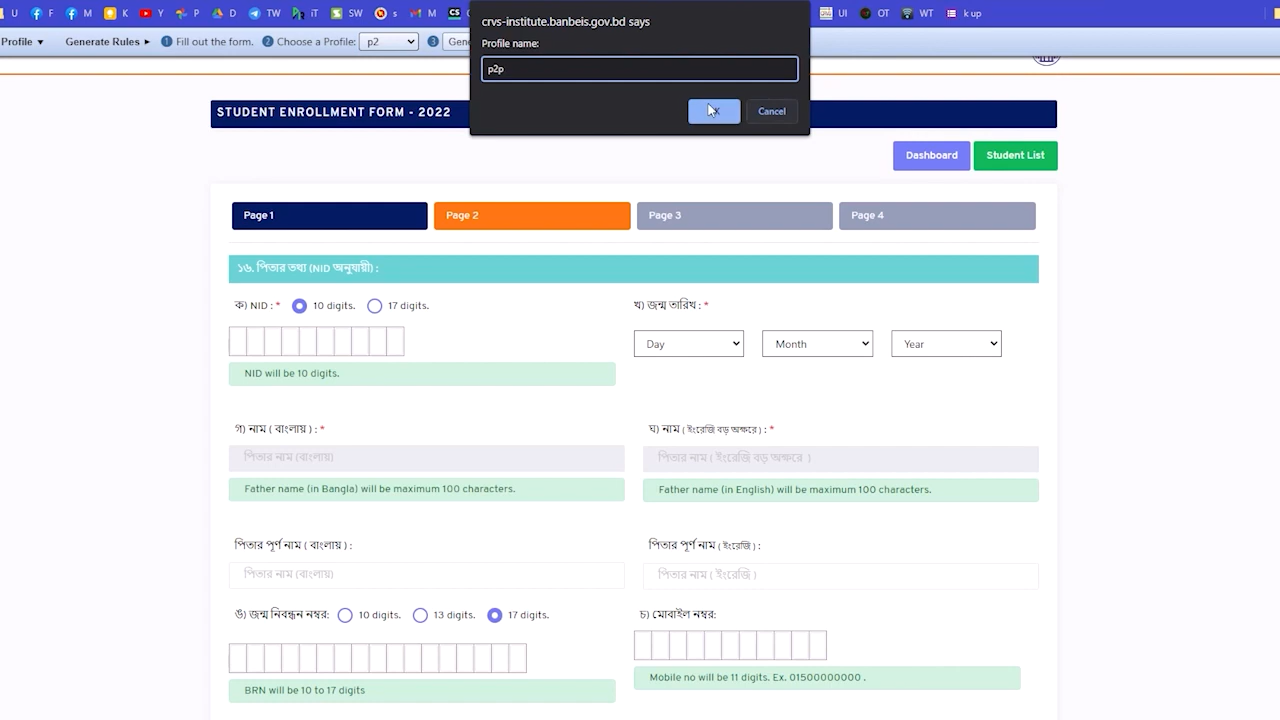 U F F M K Y P D TW iT SW s M CS UI OT WT k up
crvs-institute.banbeis.gov.bd says
Profile name:
p2p
Cancel
Profile ▾ Generate Rules ▸ 1 Fill out the form. 2 Choose a Profile: p2 3 Gen
STUDENT ENROLLMENT FORM - 2022
Dashboard Student List
Page 1 Page 2 Page 3 Page 4
১৬. পিতার তথ্য (NID অনুযায়ী) :
ক) NID : * 10 digits. 17 digits. খ) জন্ম তারিখ : *
Day Month Year
NID will be 10 digits.
গ) নাম ( বাংলায় ) : * ঘ) নাম ( ইংরেজি বড় অক্ষরে ) : *
পিতার নাম (বাংলায়) পিতার নাম ( ইংরেজি বড় অক্ষরে )
Father name (in Bangla) will be maximum 100 characters. Father name (in English) will be maximum 100 characters.
পিতার পূর্ণ নাম ( বাংলায় ) : পিতার পূর্ণ নাম ( ইংরেজি ) :
পিতার নাম (বাংলায়) পিতার নাম ( ইংরেজি )
ঙ) জন্ম নিবন্ধন নম্বর: 10 digits. 13 digits. 17 digits. চ) মোবাইল নম্বর:
Mobile no will be 11 digits. Ex. 01500000000 .
BRN will be 10 to 17 digits